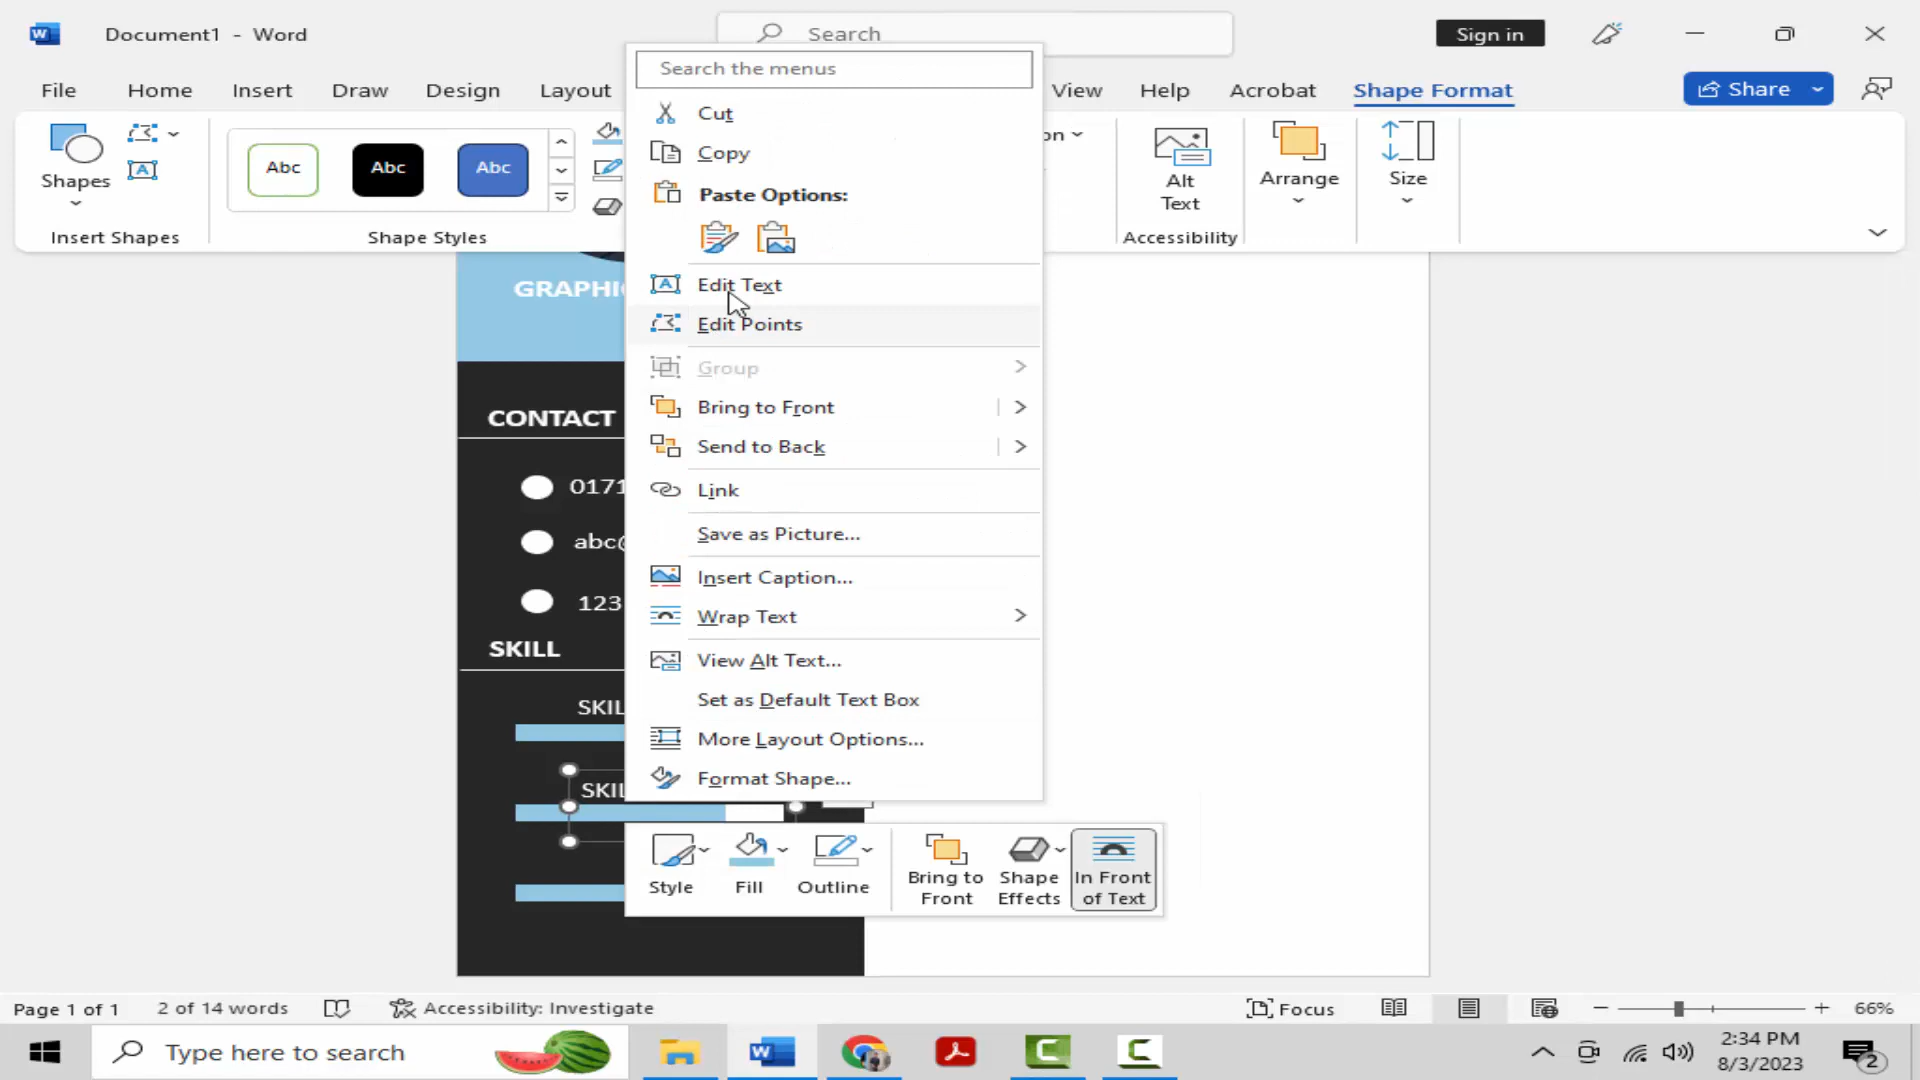 Document1 - Word
Search
Sign in
File Home Insert Draw Design Layout View Help Acrobat Shape Format Share
Search the menus
Cut
Copy
Paste Options:
Edit Text
Edit Points
Group
Bring to Front
Send to Back
Link
Save as Picture...
Insert Caption...
Wrap Text
View Alt Text...
Set as Default Text Box
More Layout Options...
Format Shape...
Shapes
Abc Abc Abc
Alt
Text
Arrange
Size
Insert Shapes
Shape Styles
Accessibility
CONTACT
0171
123
SKILL
Style
Fill
Outline
Bring to
Front
Shape
Effects
In Front
of Text
Page 1 of 1
2 of 14 words
Accessibility: Investigate
Focus
66%
Type here to search
2:34 PM
8/3/2023
2